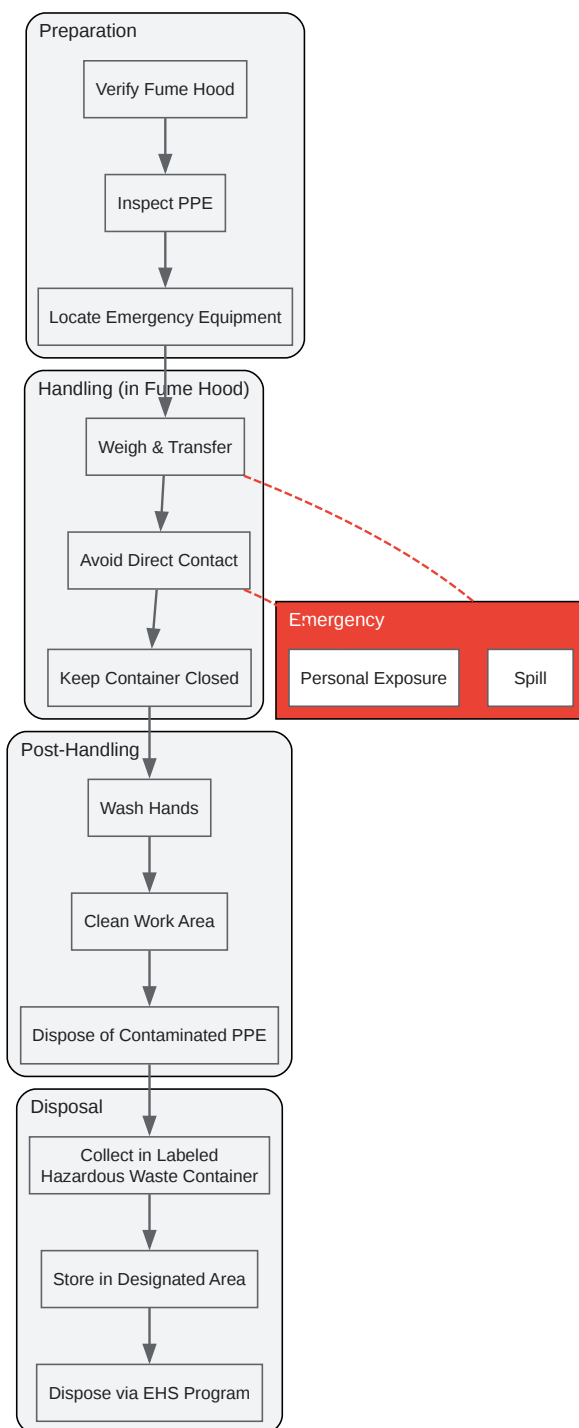 Preparation
Verify Fume Hood
Inspect PPE
Locate Emergency Equipment
Handling (in Fume Hood)
Weigh & Transfer
Avoid Direct Contact
Keep Container Closed
Emergency
Personal Exposure
Spill
Post-Handling
Wash Hands
Clean Work Area
Dispose of Contaminated PPE
Disposal
Collect in Labeled
Hazardous Waste Container
Store in Designated Area
Dispose via EHS Program